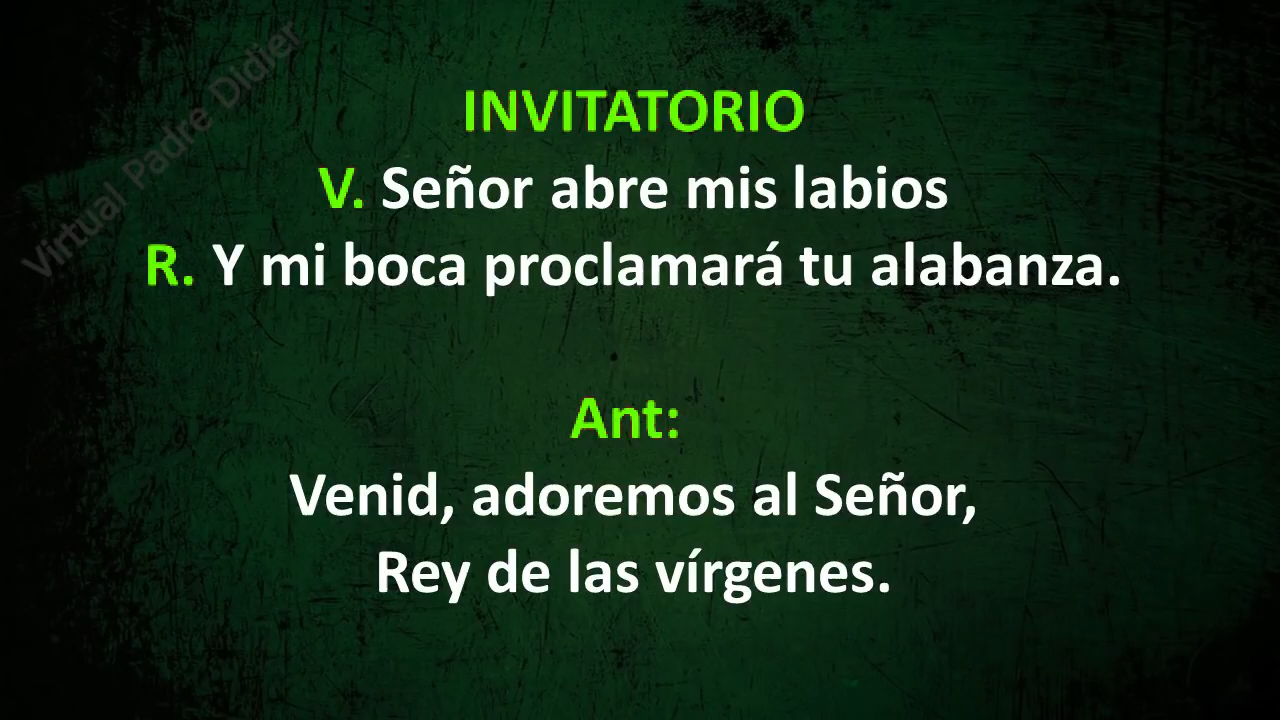 Virtual Padre Didier
INVITATORIO
V. Señor abre mis labios
R. Y mi boca proclamará tu alabanza.
Ant:
Venid, adoremos al Señor,
Rey de las vírgenes.